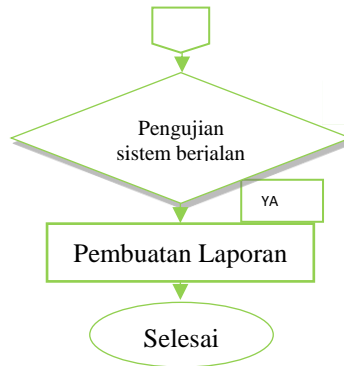 Pengujian
sistem berjalan
YA
Pembuatan Laporan
Selesai